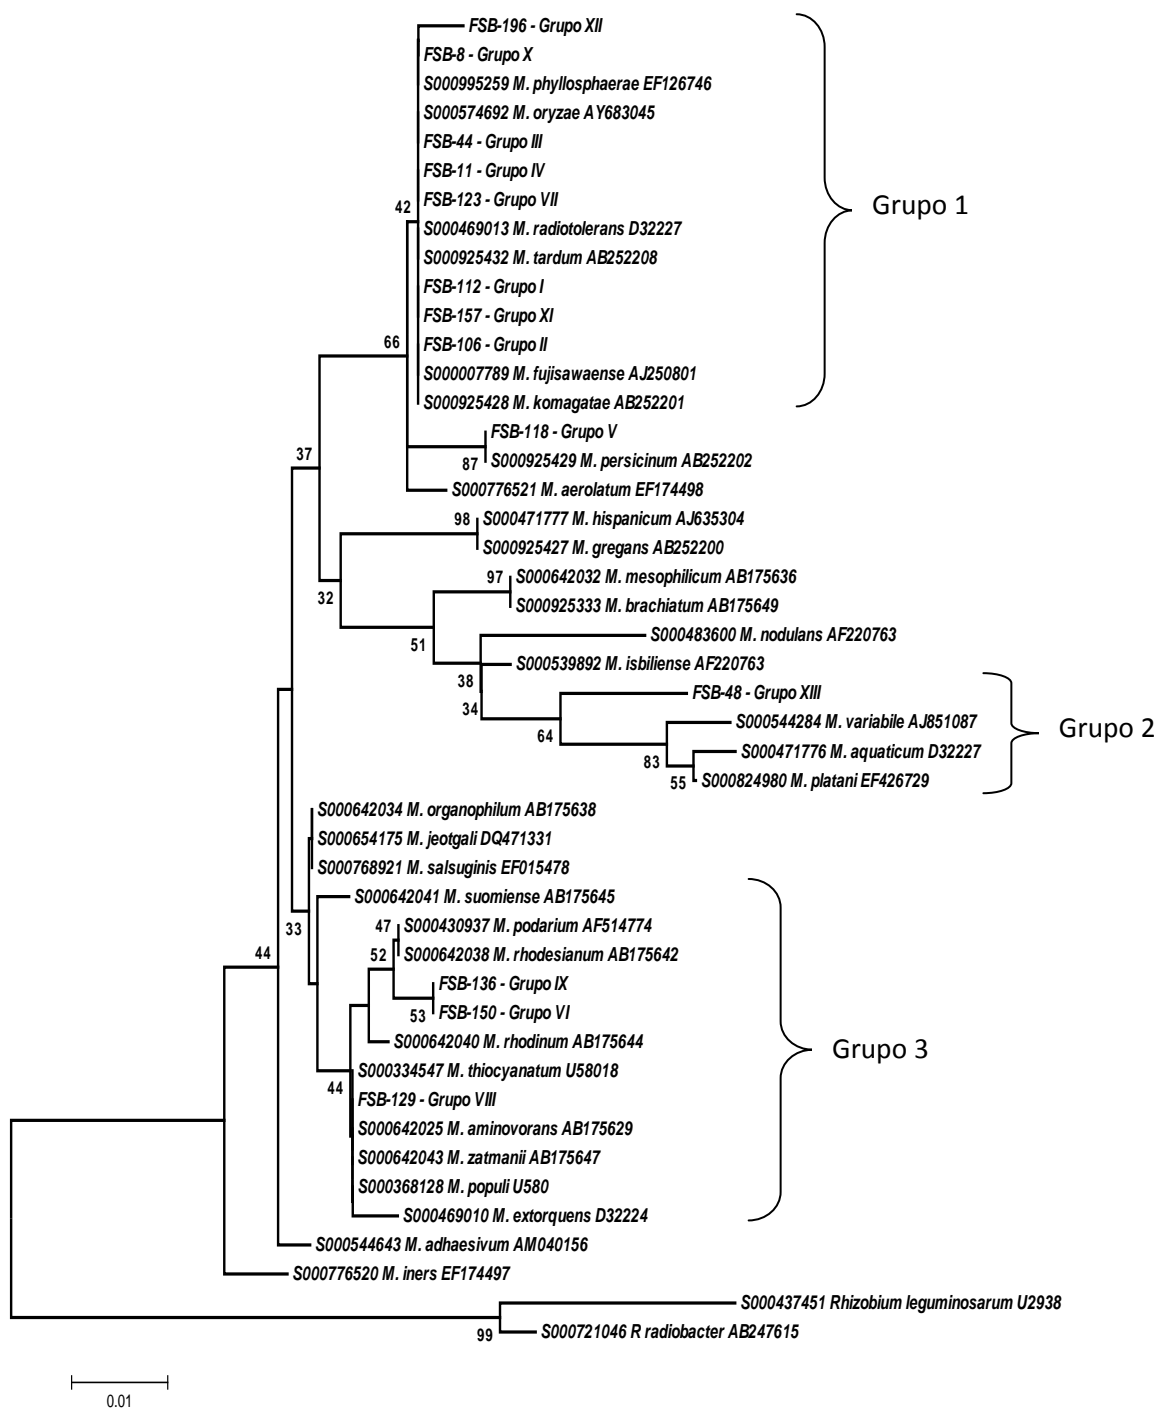 FSB-196 - Grupo XII
FSB-8 - Grupo X
S000995259 M. phyllosphaerae EF126746
S000574692 M. oryzae AY683045
FSB-44 - Grupo III
FSB-11 - Grupo IV
FSB-123 - Grupo VII
42
Grupo 1
S000469013 M. radiotolerans D32227
S000925432 M. tardum AB252208
FSB-112 - Grupo I
FSB-157 - Grupo XI
66
FSB-106 - Grupo II
S000007789 M. fujisawaense AJ250801
S000925428 M. komagatae AB252201
FSB-118 - Grupo V
37
87
S000925429 M. persicinum AB252202
S000776521 M. aerolatum EF174498
98
S000471777 M. hispanicum AJ635304
S000925427 M. gregans AB252200
97
S000642032 M. mesophilicum AB175636
32
S000925333 M. brachiatum AB175649
51
S000483600 M. nodulans AF220763
S000539892 M. isbiliense AF220763
38
FSB-48 - Grupo XIII
34
S000544284 M. variabile AJ851087
Grupo 2
64
S000471776 M. aquaticum D32227
83
55
S000824980 M. platani EF426729
S000642034 M. organophilum AB175638
S000654175 M. jeotgali DQ471331
S000768921 M. salsuginis EF015478
S000642041 M. suomiense AB175645
33
47
S000430937 M. podarium AF514774
44
52
S000642038 M. rhodesianum AB175642
FSB-136 - Grupo IX
53
FSB-150 - Grupo VI
S000642040 M. rhodinum AB175644
Grupo 3
S000334547 M. thiocyanatum U58018
44
FSB-129 - Grupo VIII
S000642025 M. aminovorans AB175629
S000642043 M. zatmanii AB175647
S000368128 M. populi U580
S000469010 M. extorquens D32224
S000544643 M. adhaesivum AM040156
S000776520 M. iners EF174497
S000437451 Rhizobium leguminosarum U2938
99
S000721046 R radiobacter AB247615
0.01